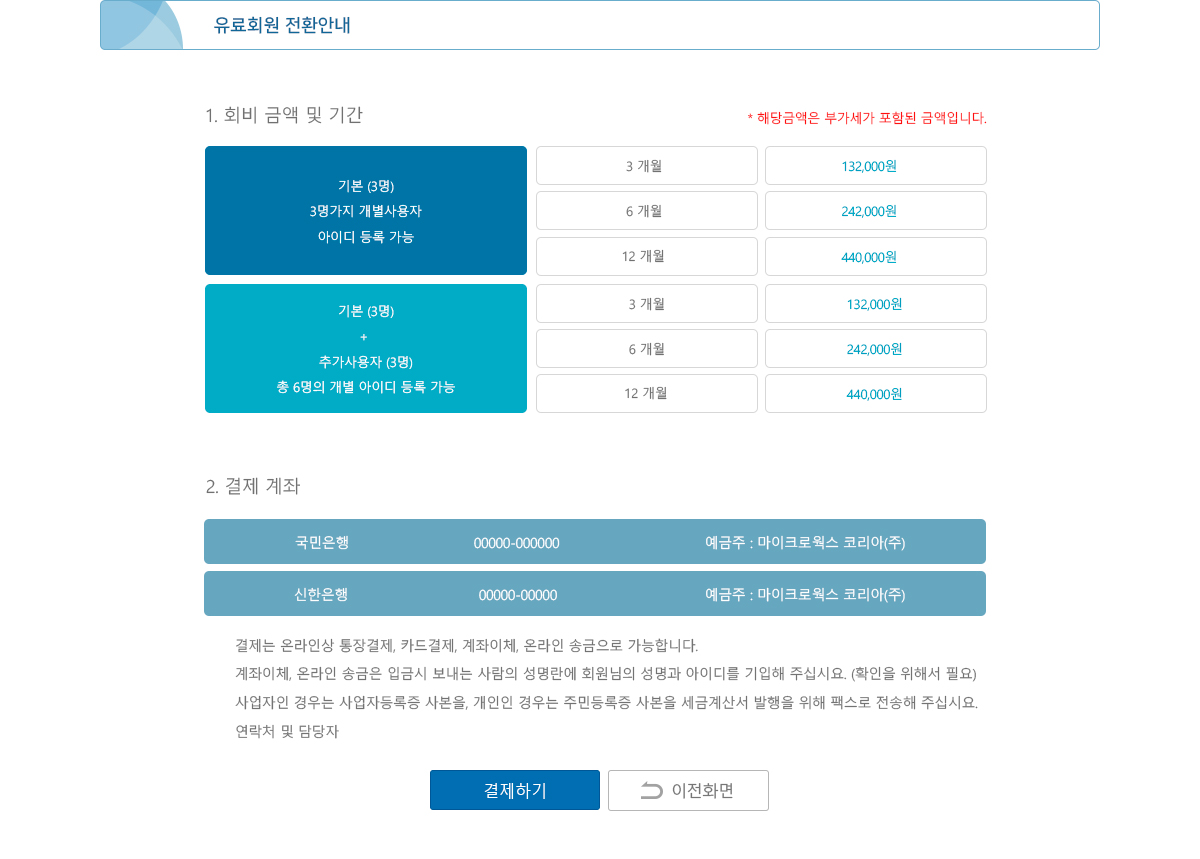 유료회원 전환안내
1. 회비 금액 및 기간
* 해당금액은 부가세가 포함된 금액입니다.
기본 (3명)
3명가지 개별사용자
아이디 등록 가능
3 개월
132,000원
6 개월
242,000원
12 개월
440,000원
기본 (3명)
+
추가사용자 (3명)
총 6명의 개별 아이디 등록 가능
3 개월
132,000원
6 개월
242,000원
12 개월
440,000원
2. 결제 계좌
국민은행 00000-000000 예금주 : 마이크로웍스 코리아(주)
신한은행 00000-00000 예금주 : 마이크로웍스 코리아(주)
결제는 온라인상 통장결제, 카드결제, 계좌이체, 온라인 송금으로 가능합니다.
계좌이체, 온라인 송금은 입금시 보내는 사람의 성명란에 회원님의 성명과 아이디를 기입해 주십시요. (확인을 위해서 필요)
사업자인 경우는 사업자등록증 사본을, 개인인 경우는 주민등록증 사본을 세금계산서 발행을 위해 팩스로 전송해 주십시요.
연락처 및 담당자
결제하기
이전화면